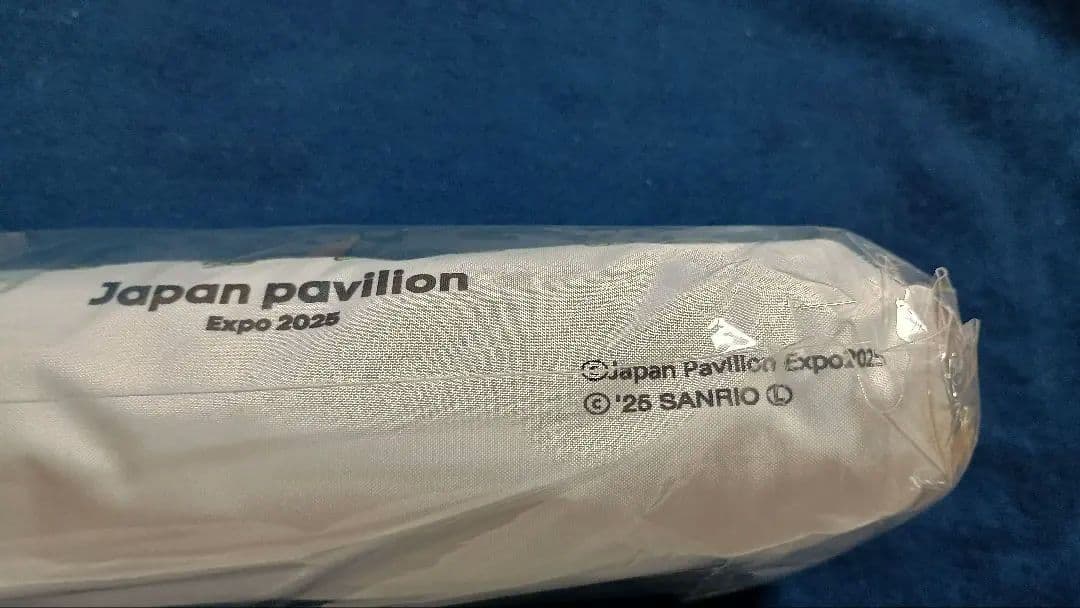 Japan pavilion
Expo 2025
©Japan Pavilion Expo2025
© '25 SANRIO Ⓛ